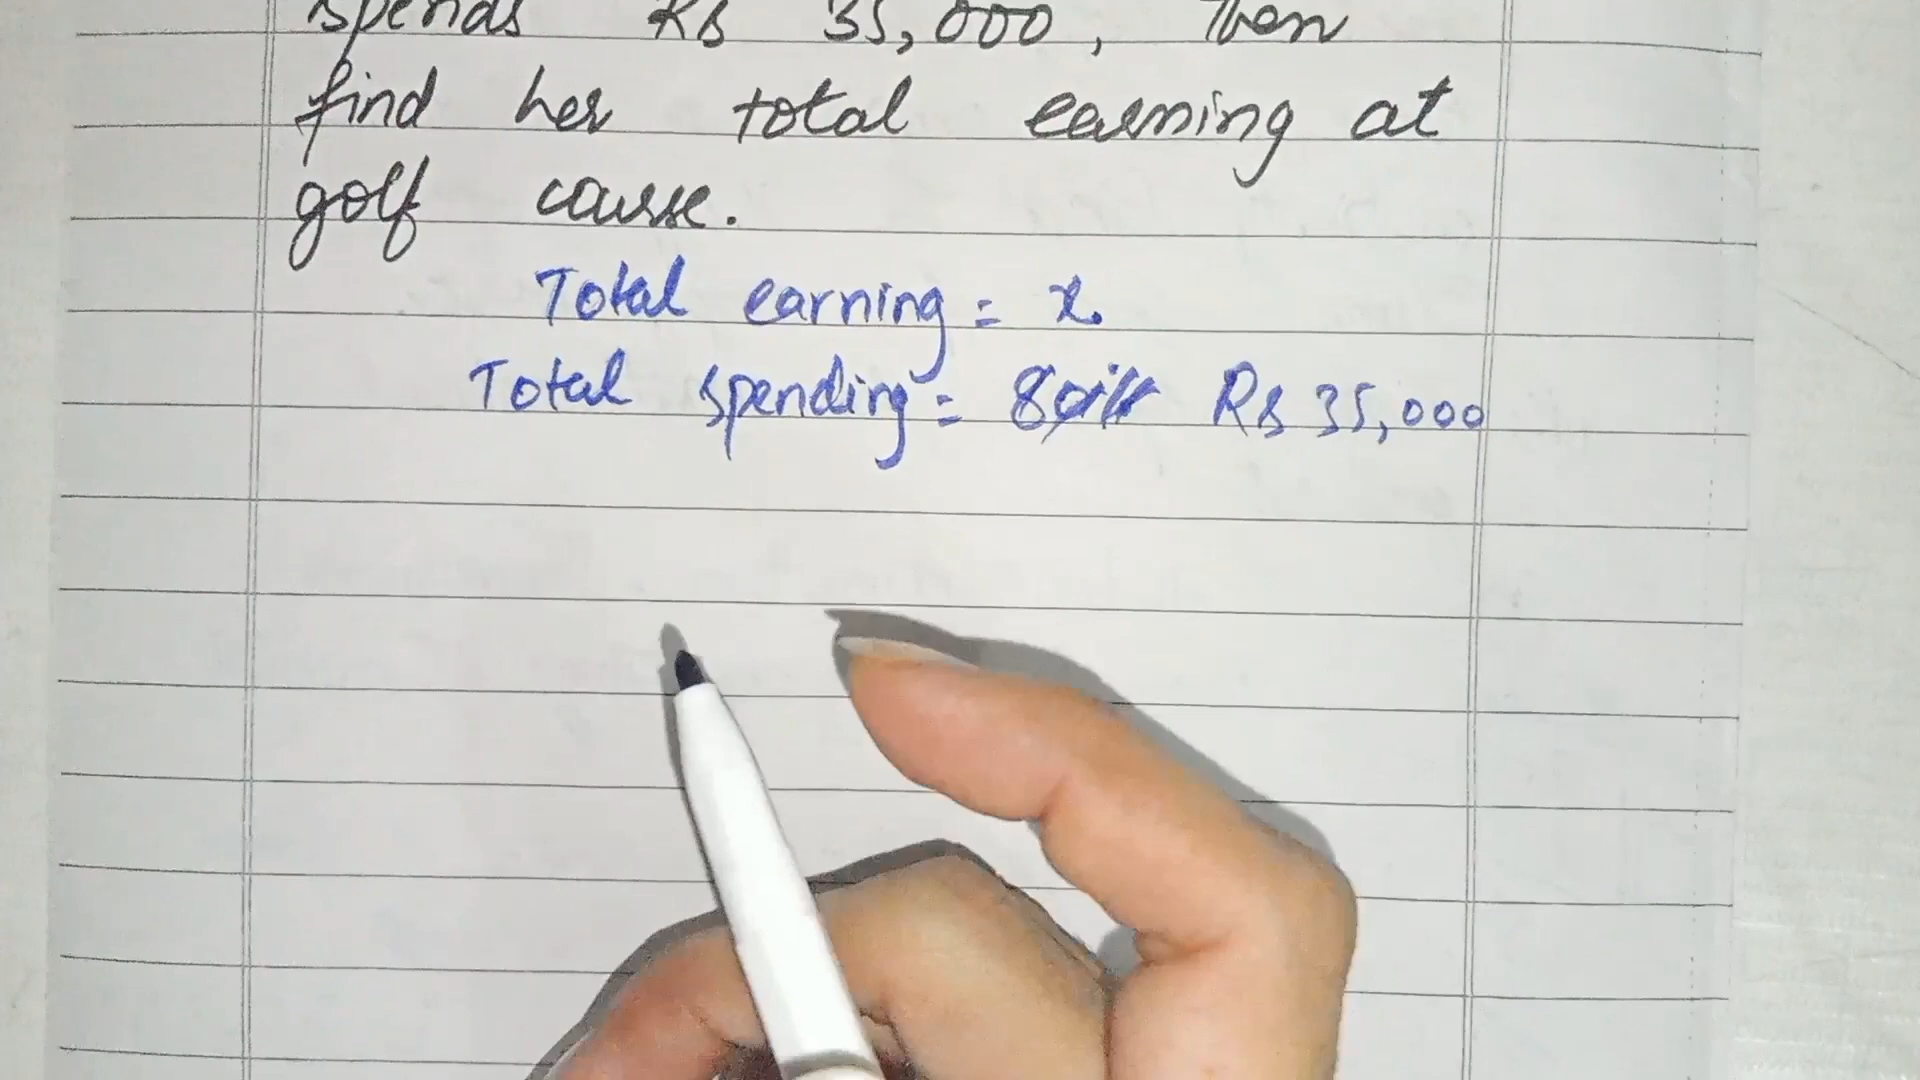 spends Rs 35,000, then
find her total earning at
golf course.
Total earning = x.
Total spending = Rs 35,000